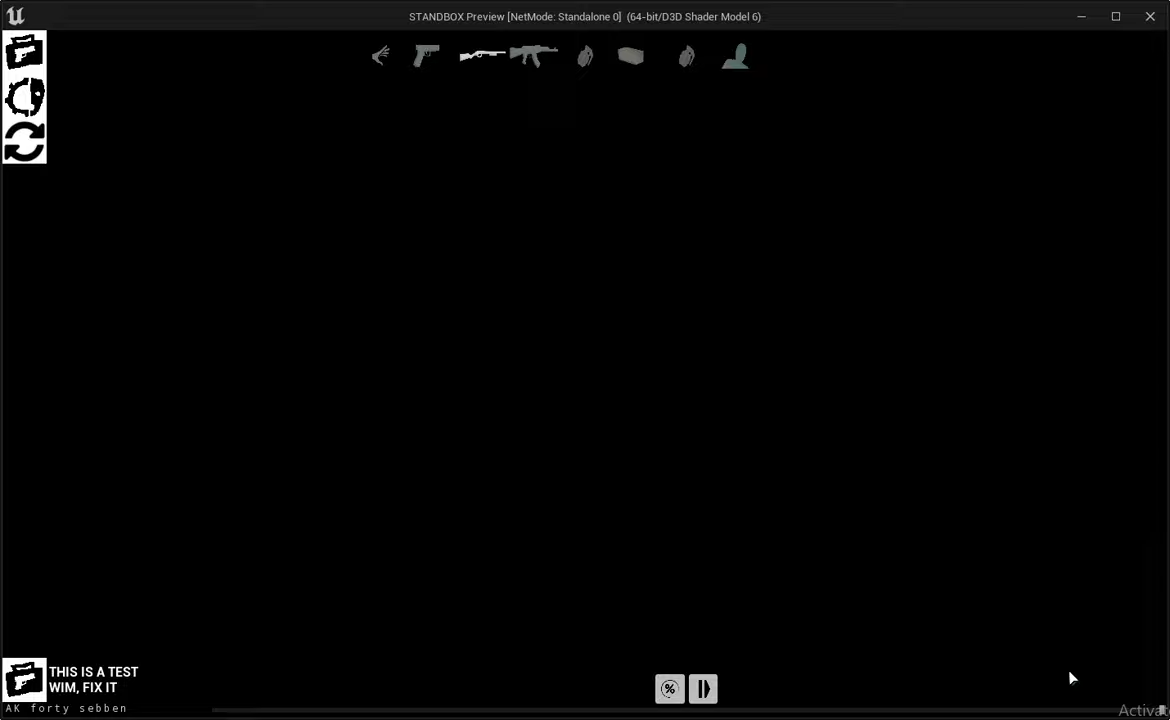 STANDBOX Preview [NetMode: Standalone 0] (64-bit/D3D Shader Model 6)
THIS IS A TEST
WIM, FIX IT
%
AK forty sebben
Activat